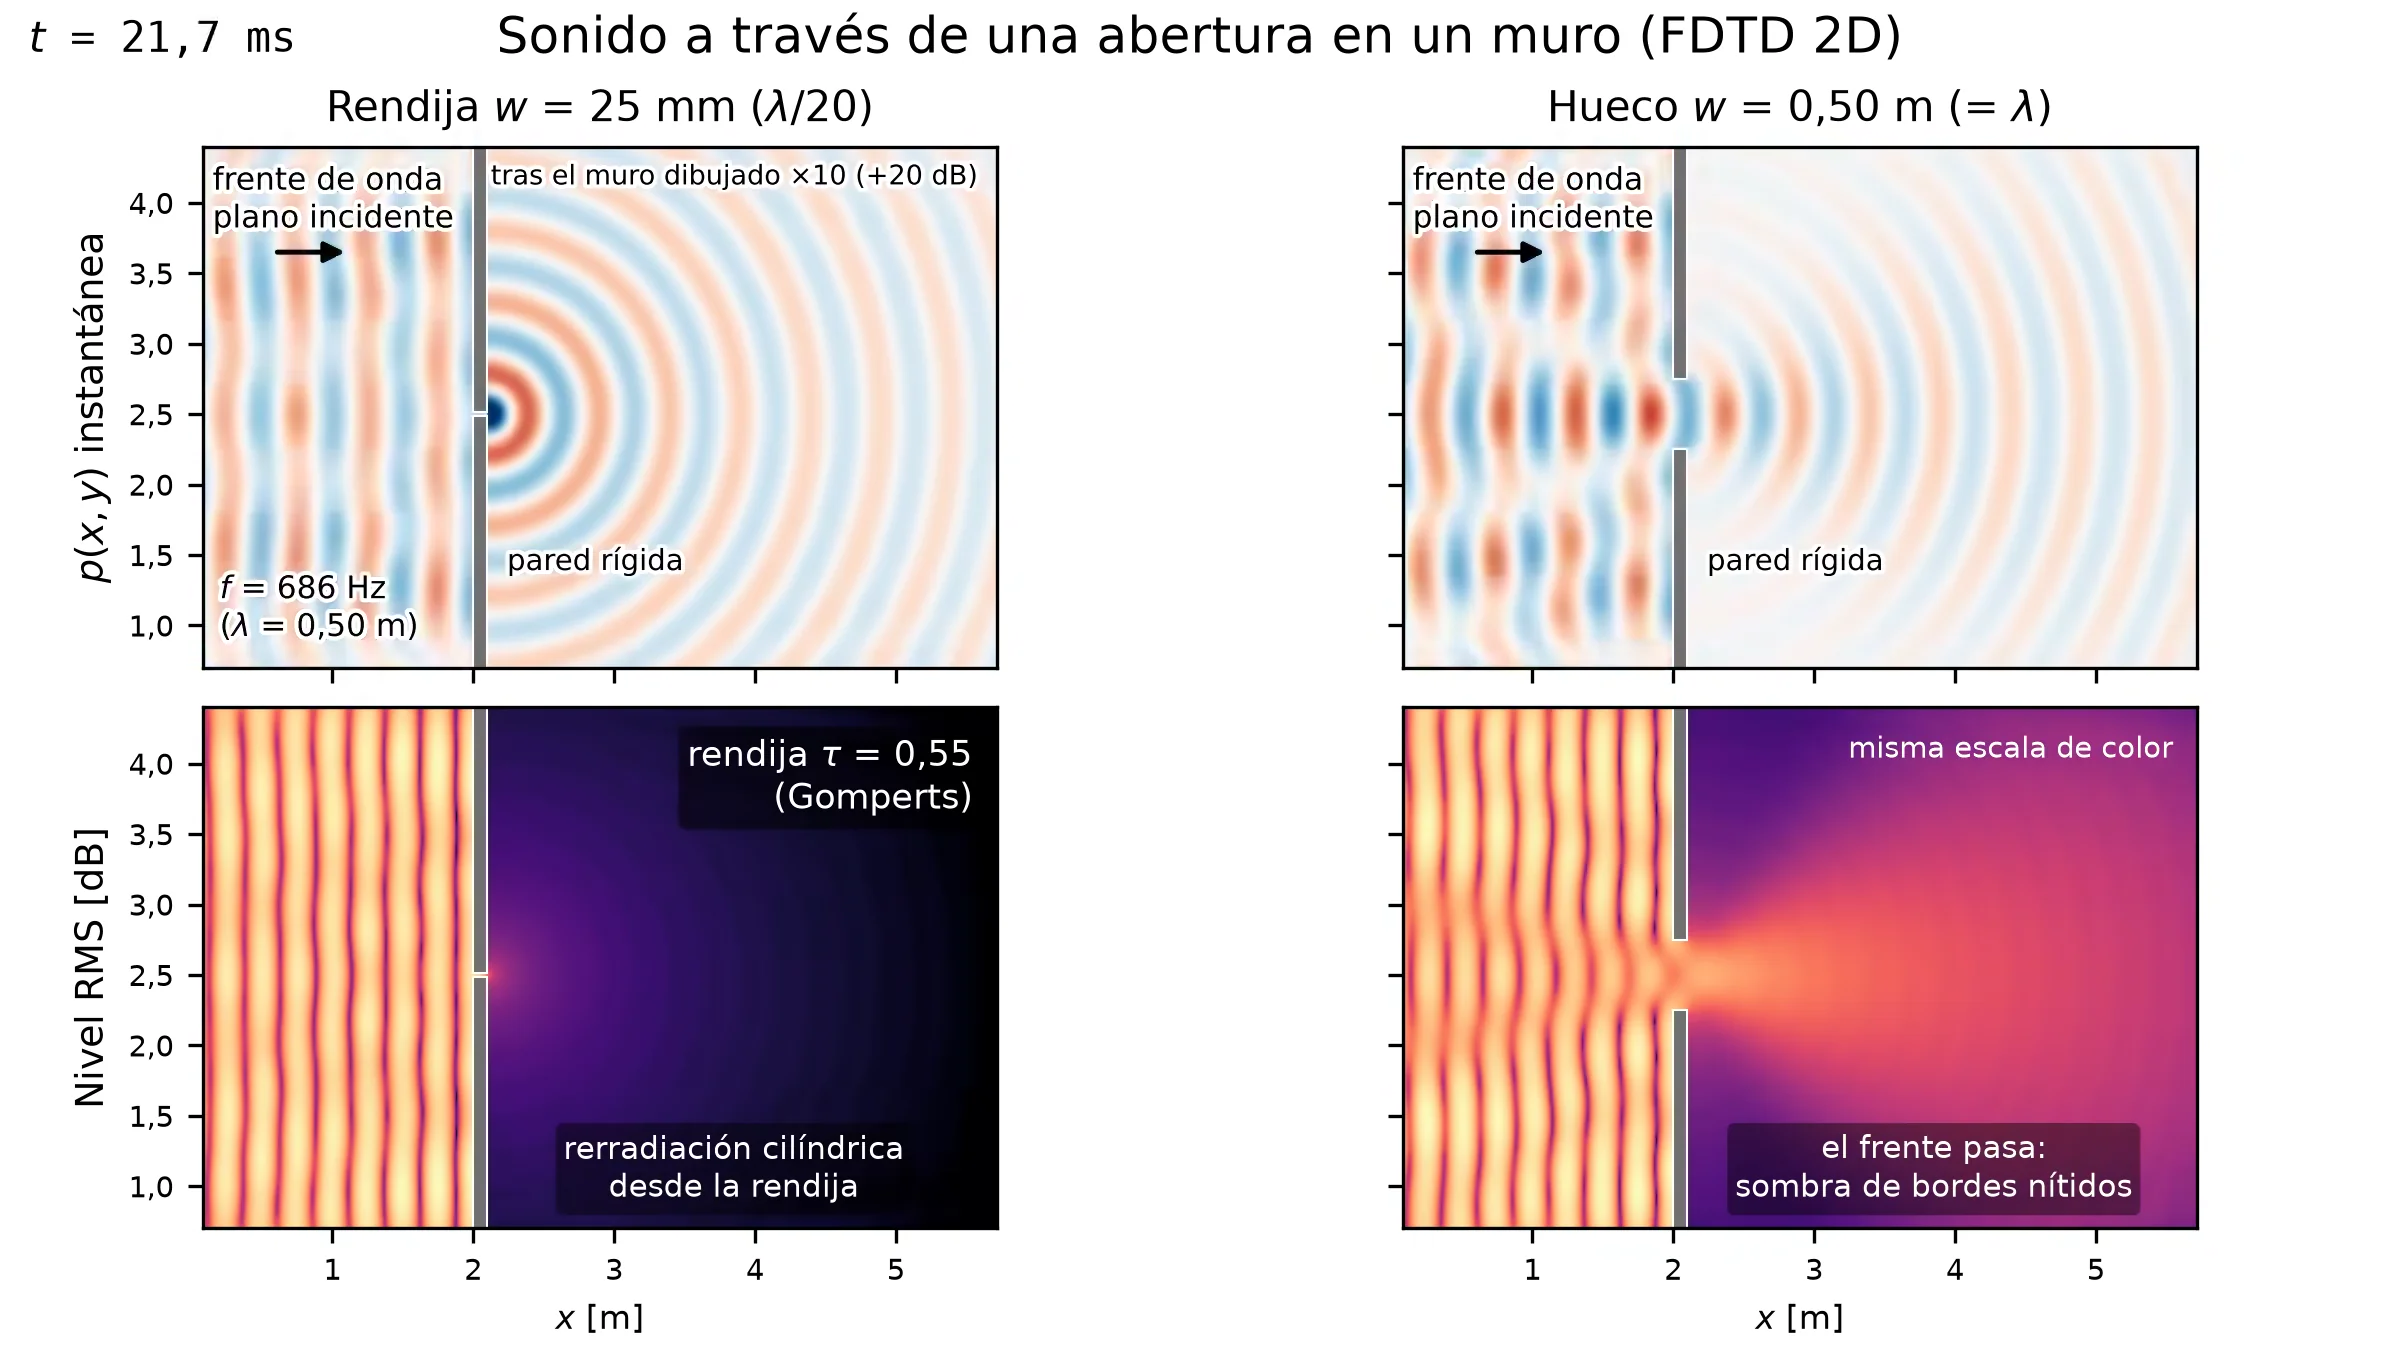 t = 21,7 ms
Sonido a través de una abertura en un muro (FDTD 2D)
Rendija w = 25 mm (λ/20)
Hueco w = 0,50 m (= λ)
p(x, y) instantánea
4,0
3,5
3,0
2,5
2,0
1,5
1,0
frente de onda
plano incidente
tras el muro dibujado ×10 (+20 dB)
pared rígida
f = 686 Hz
(λ = 0,50 m)
frente de onda
plano incidente
pared rígida
Nivel RMS [dB]
4,0
3,5
3,0
2,5
2,0
1,5
1,0
rendija τ = 0,55
(Gomperts)
rerradiación cilíndrica
desde la rendija
1 2 3 4 5
x [m]
misma escala de color
el frente pasa:
sombra de bordes nítidos
1 2 3 4 5
x [m]